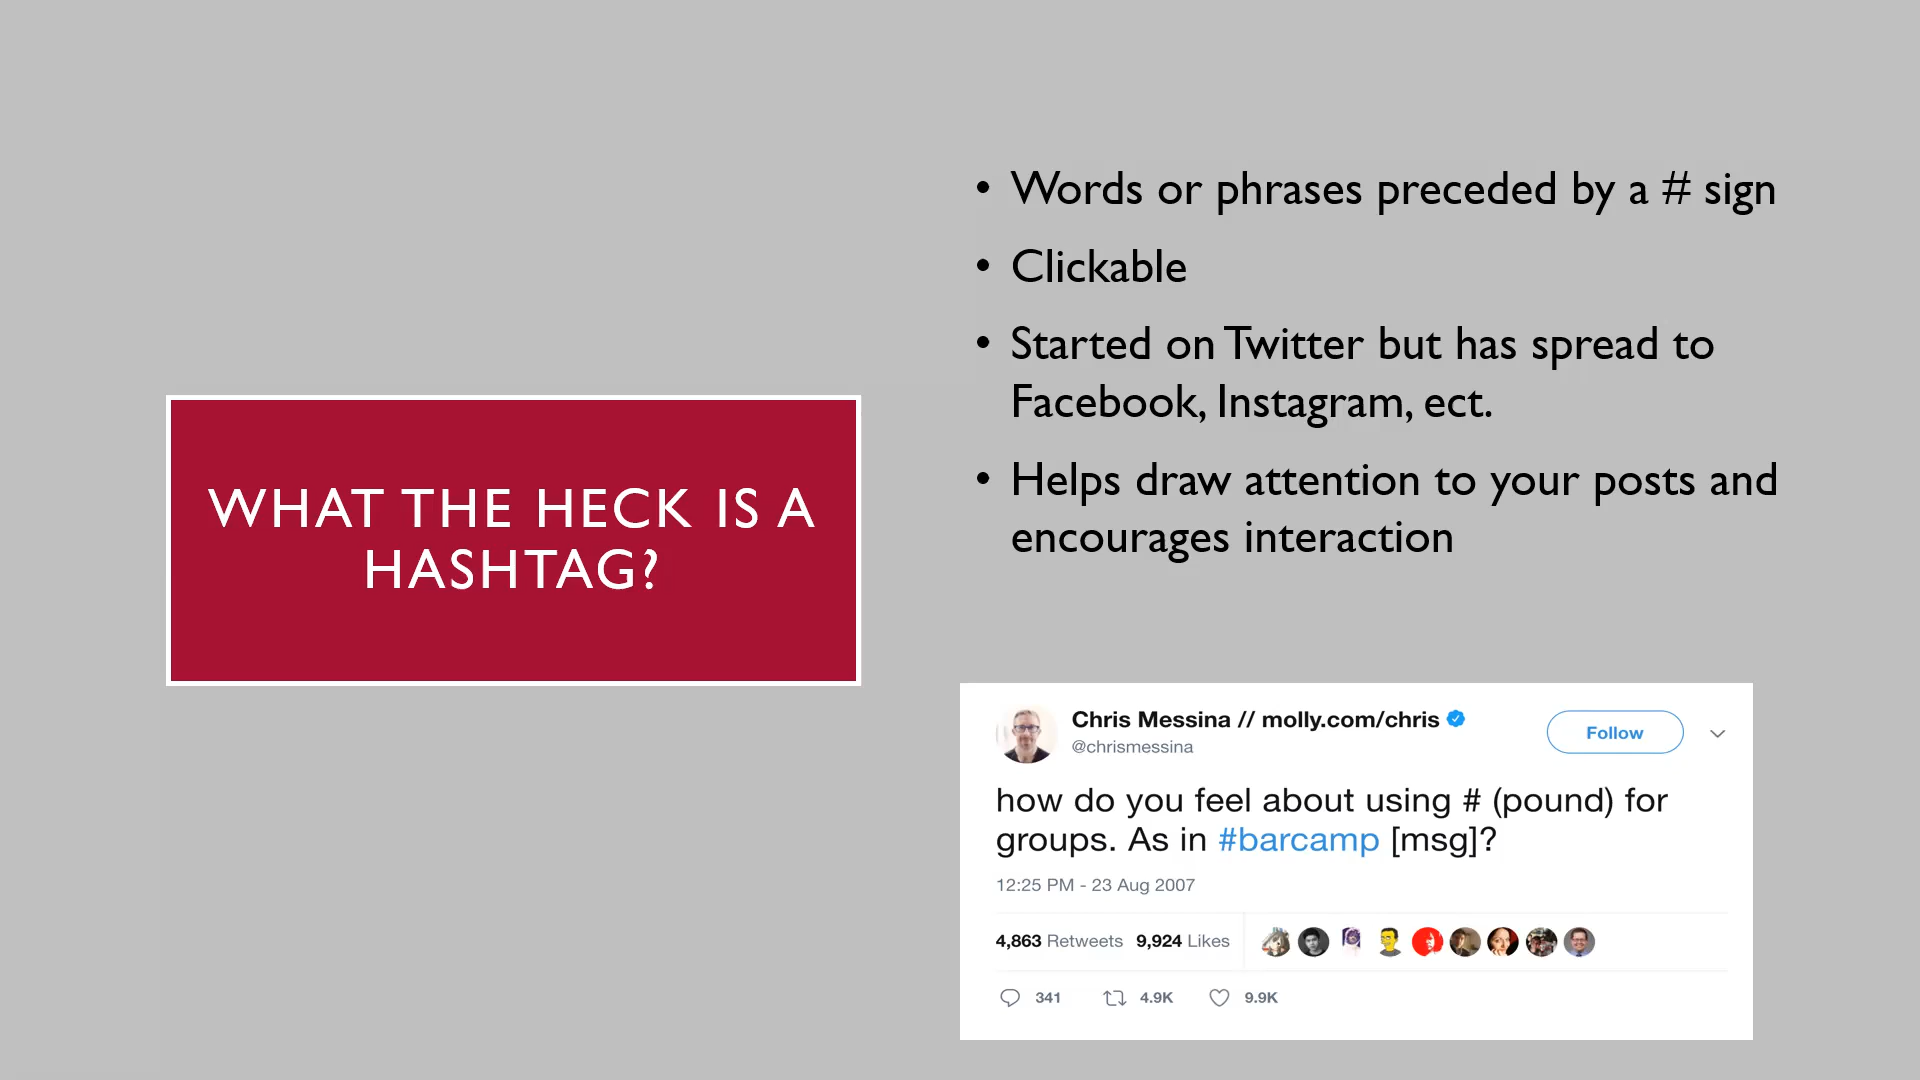 WHAT THE HECK IS A
HASHTAG?
• Words or phrases preceded by a # sign
• Clickable
• Started on Twitter but has spread to
Facebook, Instagram, ect.
• Helps draw attention to your posts and
encourages interaction
Chris Messina // molly.com/chris
@chrismessina
Follow
how do you feel about using # (pound) for
groups. As in #barcamp [msg]?
12:25 PM - 23 Aug 2007
4,863 Retweets 9,924 Likes
341 4.9K 9.9K